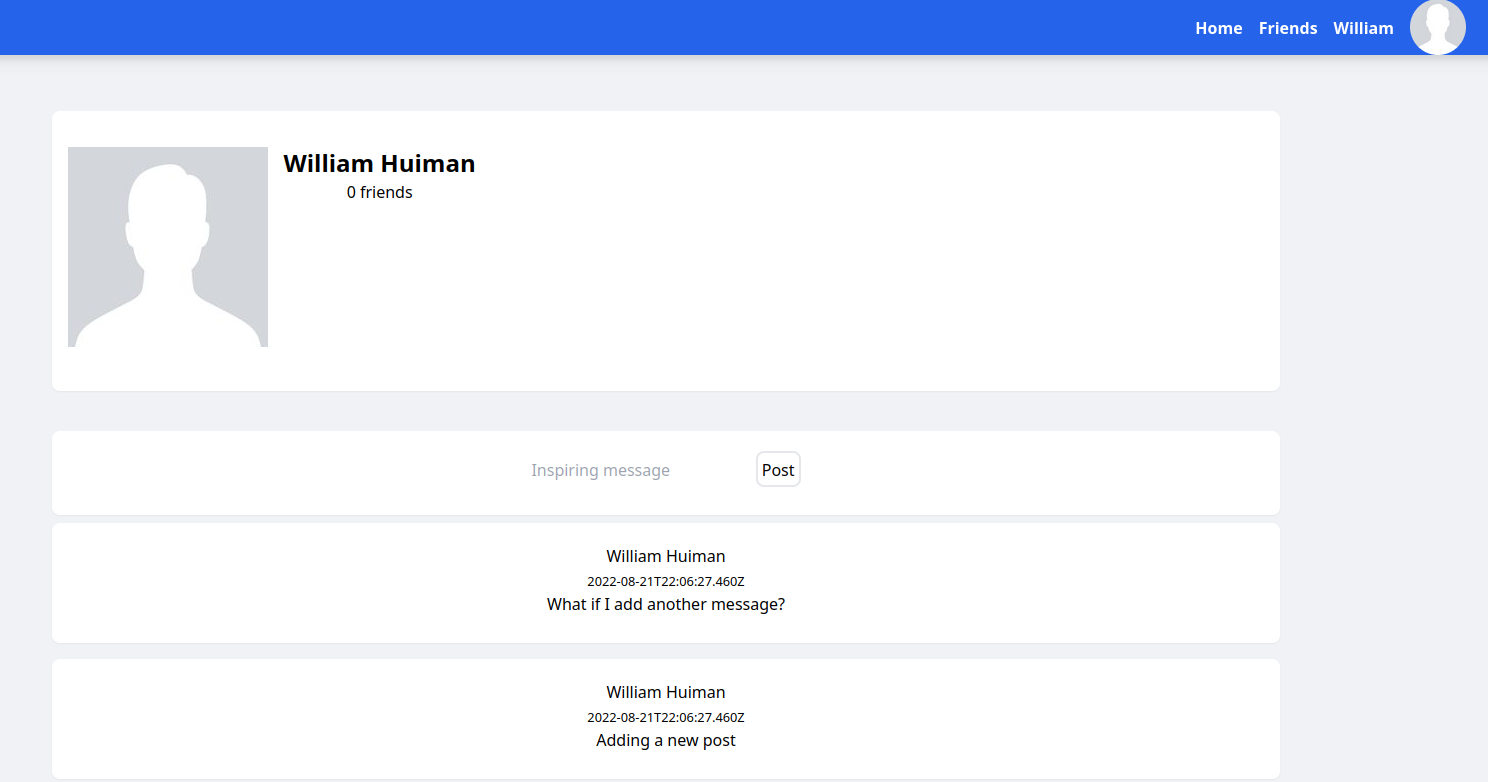 Home Friends William
William Huiman
0 friends
Inspiring message Post
William Huiman
2022-08-21T22:06:27.460Z
What if I add another message?
William Huiman
2022-08-21T22:06:27.460Z
Adding a new post